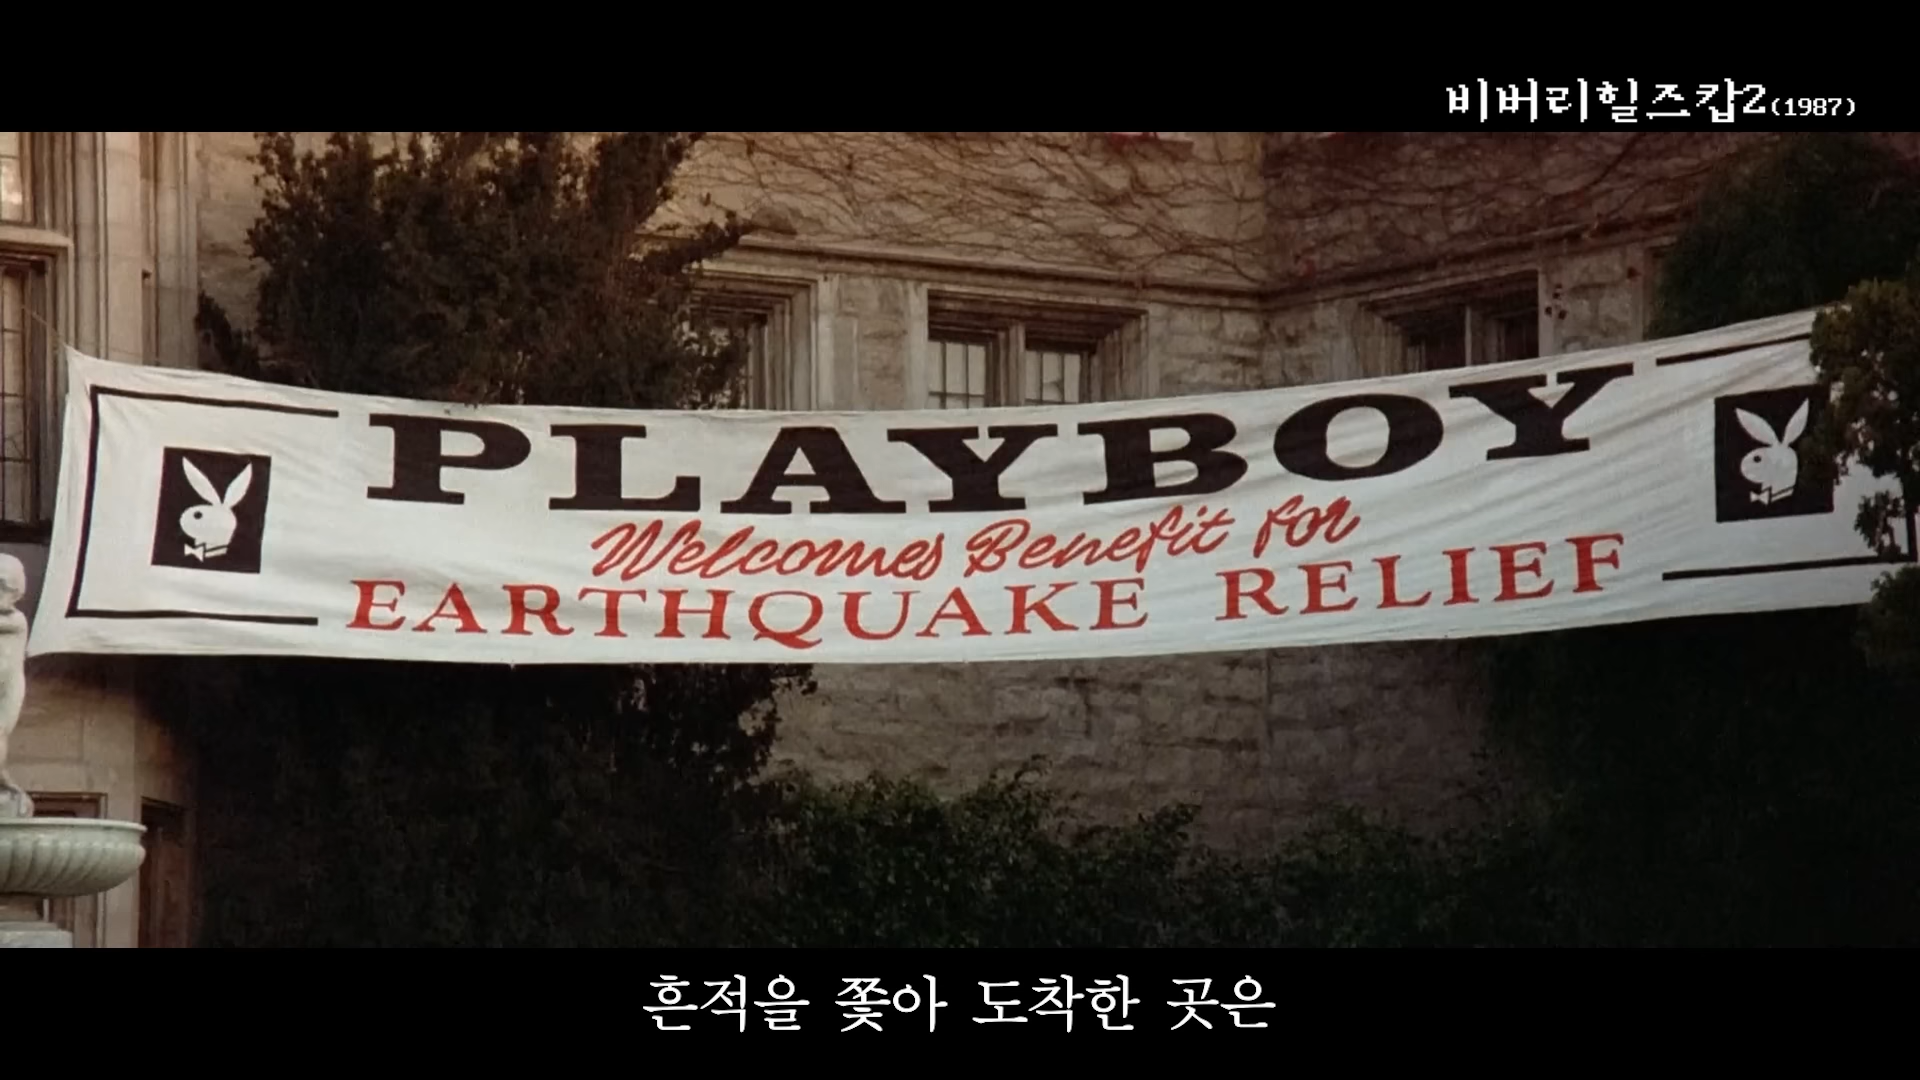 비버리힐즈캅2(1987)
PLAYBOY
Welcomes Benefit for
EARTHQUAKE RELIEF
흔적을 쫓아 도착한 곳은